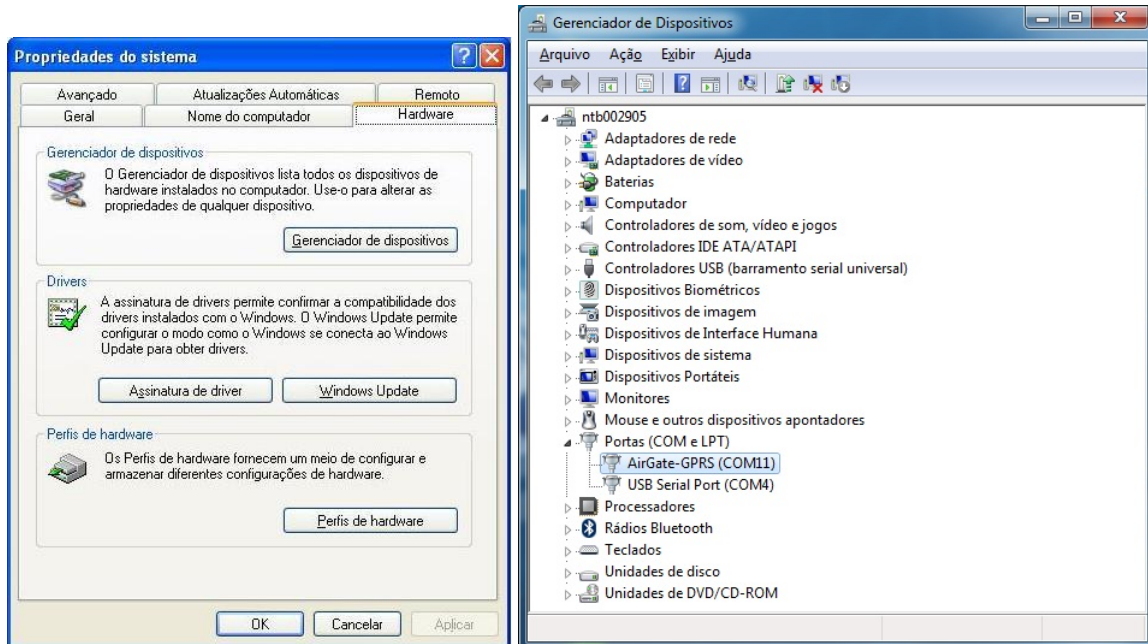 Propriedades do sistema
Avançado
Atualizações Automáticas
Remoto
Geral
Nome do computador
Hardware
Gerenciador de dispositivos
O Gerenciador de dispositivos lista todos os dispositivos de
hardware instalados no computador. Use-o para alterar as
propriedades de qualquer dispositivo.
Gerenciador de dispositivos
Drivers
A assinatura de drivers permite confirmar a compatibilidade dos
drivers instalados com o Windows. O Windows Update permite
configurar o modo como o Windows se conecta ao Windows
Update para obter drivers.
Assinatura de driver
Windows Update
Perfis de hardware
Os Perfis de hardware fornecem um meio de configurar e
armazenar diferentes configurações de hardware.
Perfis de hardware
OK
Cancelar
Aplicar
Gerenciador de Dispositivos
Arquivo Ação Exibir Ajuda
ntb002905
Adaptadores de rede
Adaptadores de vídeo
Baterias
Computador
Controladores de som, vídeo e jogos
Controladores IDE ATA/ATAPI
Controladores USB (barramento serial universal)
Dispositivos Biométricos
Dispositivos de imagem
Dispositivos de Interface Humana
Dispositivos de sistema
Dispositivos Portáteis
Monitores
Mouse e outros dispositivos apontadores
Portas (COM e LPT)
AirGate-GPRS (COM11)
USB Serial Port (COM4)
Processadores
Rádios Bluetooth
Teclados
Unidades de disco
Unidades de DVD/CD-ROM